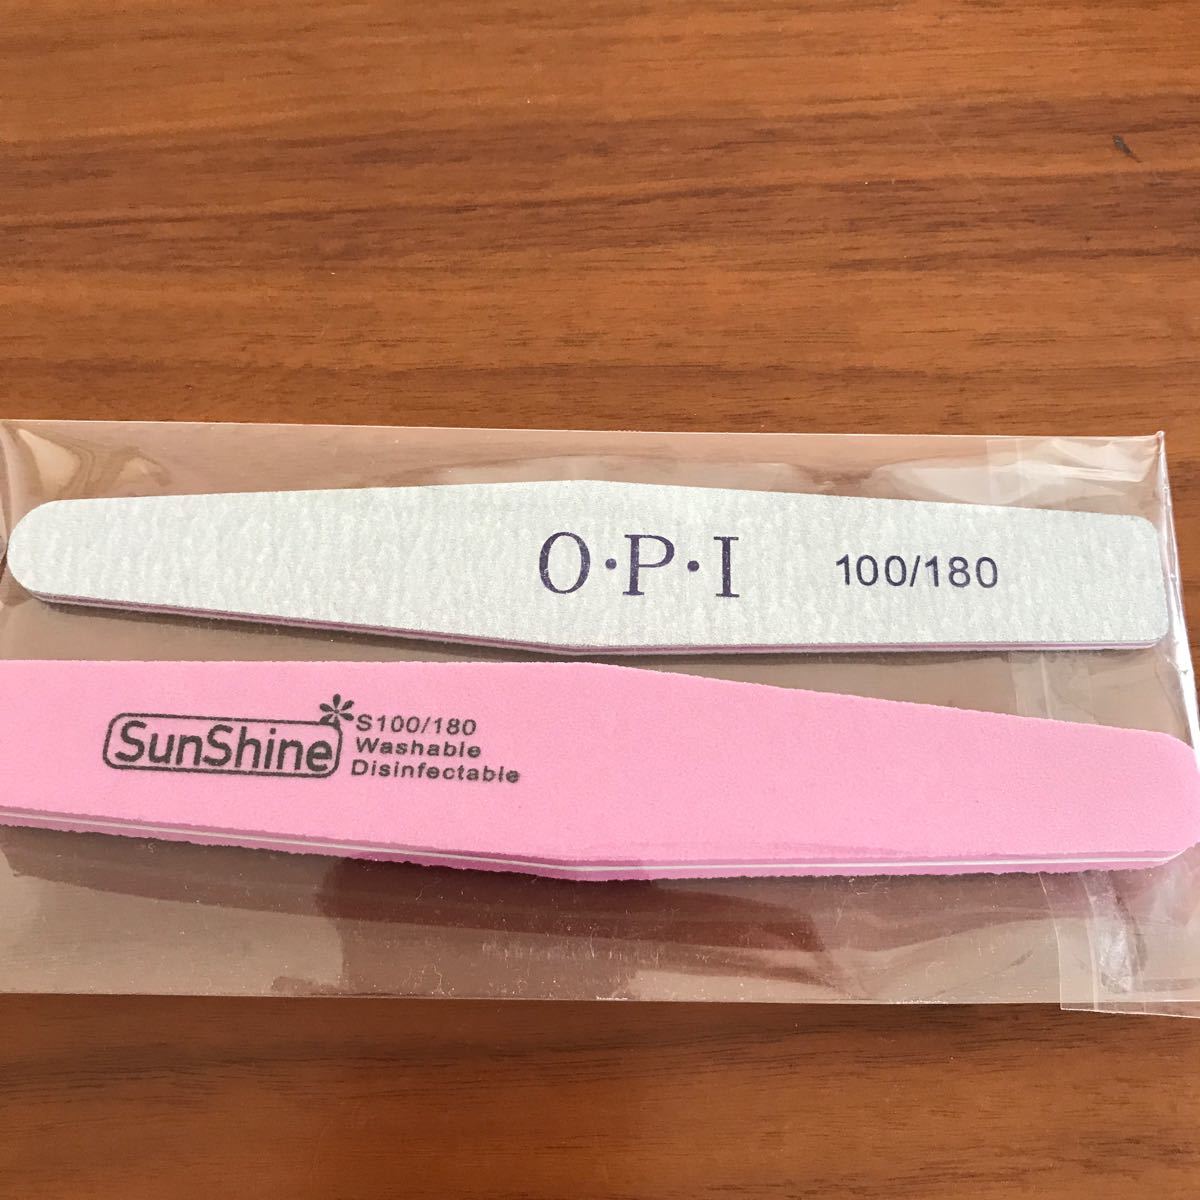 O·P·I 100/180
SunShine
S100/180
Washable
Disinfectable